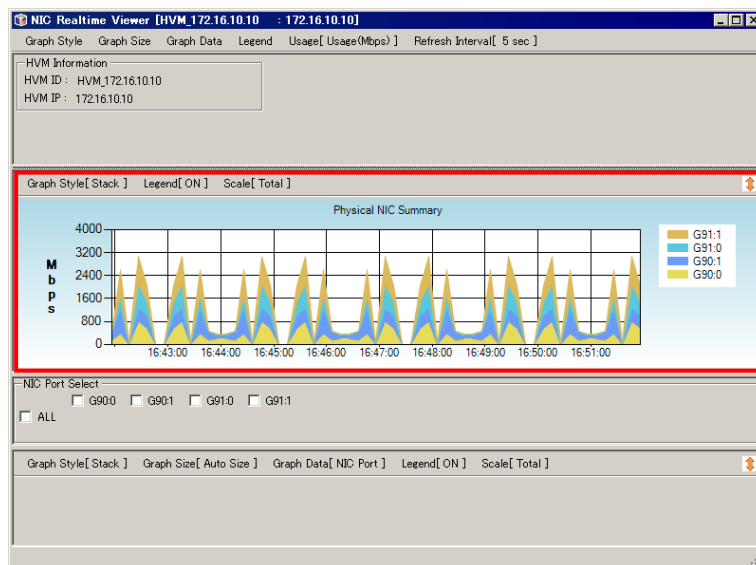 NIC Realtime Viewer [HVM_172.16.10.10 : 172.16.10.10]
Graph Style Graph Size Graph Data Legend Usage[ Usage(Mbps) ] Refresh Interval[ 5 sec ]
HVM Information
HVM ID : HVM_172.16.10.10
HVM IP : 172.16.10.10
Graph Style[ Stack ] Legend[ ON ] Scale[ Total ]
Physical NIC Summary
Mbps
4000
3200
2400
1600
800
0
16:43:00 16:44:00 16:45:00 16:46:00 16:47:00 16:48:00 16:49:00 16:50:00 16:51:00
G91:1
G91:0
G90:1
G90:0
NIC Port Select
G90:0 G90:1 G91:0 G91:1
ALL
Graph Style[ Stack ] Graph Size[ Auto Size ] Graph Data[ NIC Port ] Legend[ ON ] Scale[ Total ]